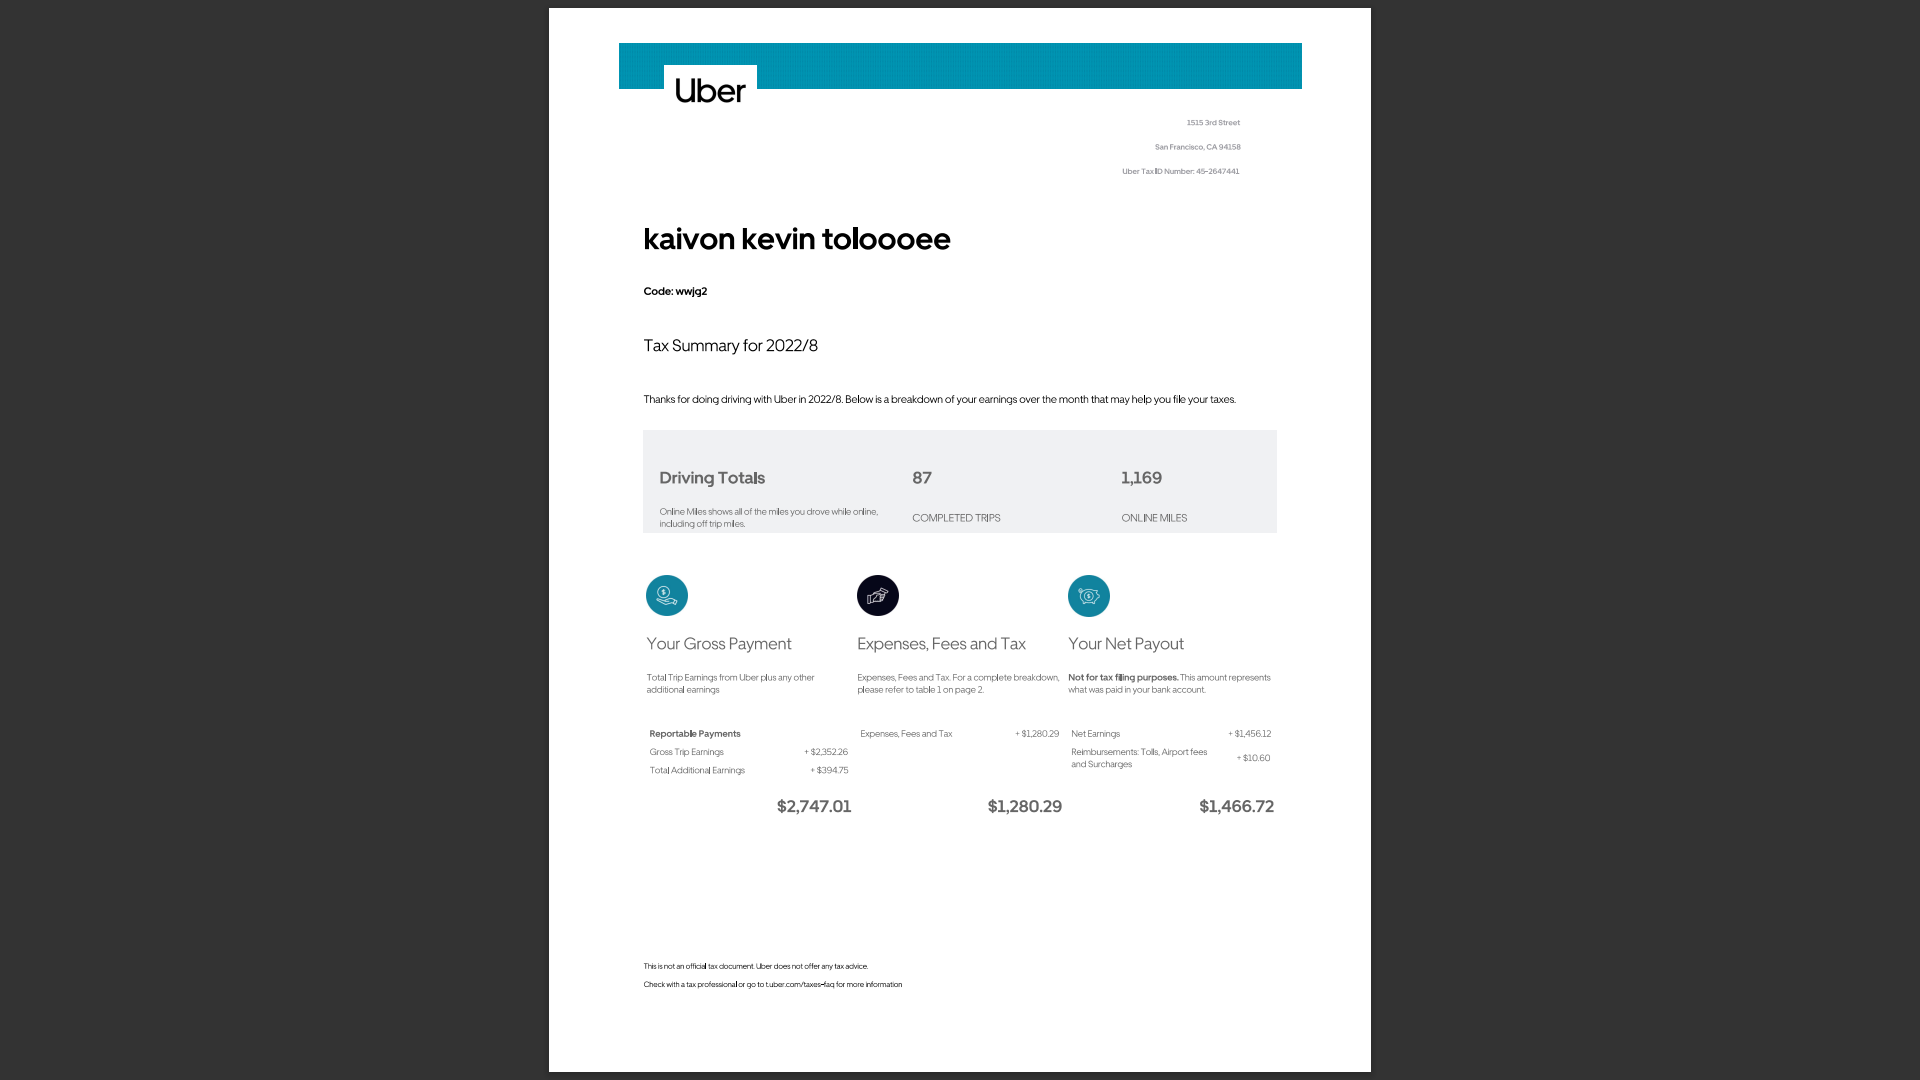 Uber
1515 3rd Street
San Francisco, CA 94158
Uber Tax ID Number: 45-2647441
kaivon kevin toloooee
Code: wwjg2
Tax Summary for 2022/8
Thanks for doing driving with Uber in 2022/8. Below is a breakdown of your earnings over the month that may help you file your taxes.
Driving Totals
Online Miles shows all of the miles you drove while online,
including off trip miles.
87
COMPLETED TRIPS
1,169
ONLINE MILES
Your Gross Payment
Total Trip Earnings from Uber plus any other
additional earnings
Reportable Payments
Gross Trip Earnings + $2,352.26
Total Additional Earnings + $394.75
$2,747.01
Expenses, Fees and Tax
Expenses, Fees and Tax. For a complete breakdown,
please refer to table 1 on page 2.
Expenses, Fees and Tax + $1,280.29
$1,280.29
Your Net Payout
Not for tax filing purposes. This amount represents
what was paid in your bank account.
Net Earnings + $1,456.12
Reimbursements: Tolls, Airport fees
and Surcharges + $10.60
$1,466.72
This is not an official tax document. Uber does not offer any tax advice.
Check with a tax professional or go to t.uber.com/taxes-faq for more information